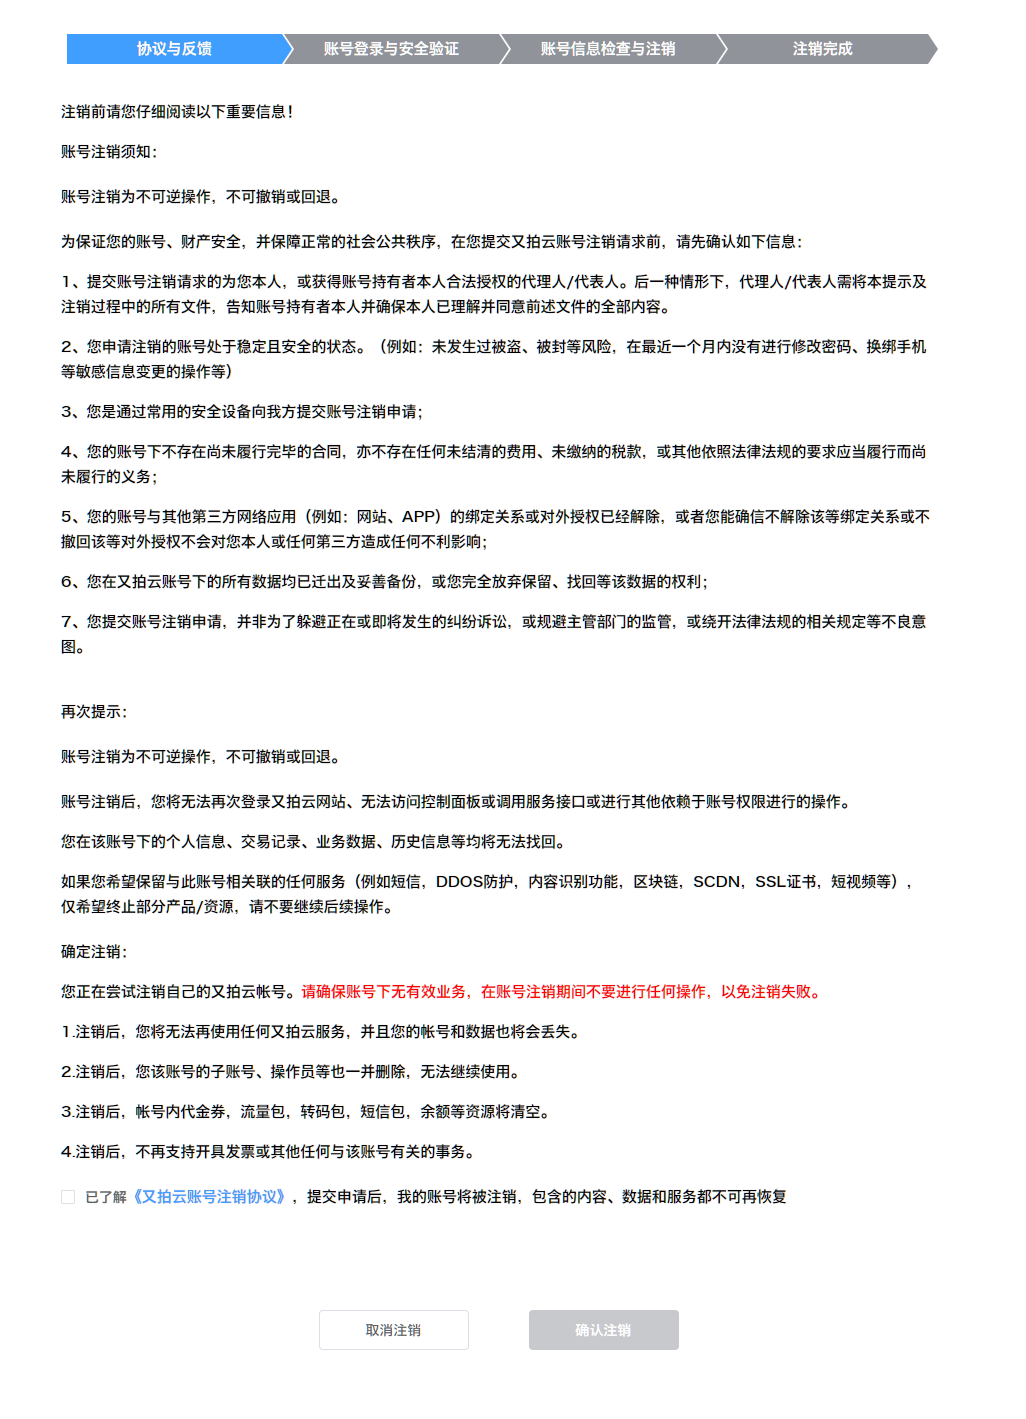 协议与反馈
账号登录与安全验证
账号信息检查与注销
注销完成
注销前请您仔细阅读以下重要信息！
账号注销须知：
账号注销为不可逆操作，不可撤销或回退。
为保证您的账号、财产安全，并保障正常的社会公共秩序，在您提交又拍云账号注销请求前，请先确认如下信息：
1、提交账号注销请求的为您本人，或获得账号持有者本人合法授权的代理人/代表人。后一种情形下，代理人/代表人需将本提示及
注销过程中的所有文件，告知账号持有者本人并确保本人已理解并同意前述文件的全部内容。
2、您申请注销的账号处于稳定且安全的状态。（例如：未发生过被盗、被封等风险，在最近一个月内没有进行修改密码、换绑手机
等敏感信息变更的操作等）
3、您是通过常用的安全设备向我方提交账号注销申请；
4、您的账号下不存在尚未履行完毕的合同，亦不存在任何未结清的费用、未缴纳的税款，或其他依照法律法规的要求应当履行而尚
未履行的义务；
5、您的账号与其他第三方网络应用（例如：网站、APP）的绑定关系或对外授权已经解除，或者您能确信不解除该等绑定关系或不
撤回该等对外授权不会对您本人或任何第三方造成任何不利影响；
6、您在又拍云账号下的所有数据均已迁出及妥善备份，或您完全放弃保留、找回等该数据的权利；
7、您提交账号注销申请，并非为了躲避正在或即将发生的纠纷诉讼，或规避主管部门的监管，或绕开法律法规的相关规定等不良意
图。
再次提示：
账号注销为不可逆操作，不可撤销或回退。
账号注销后，您将无法再次登录又拍云网站、无法访问控制面板或调用服务接口或进行其他依赖于账号权限进行的操作。
您在该账号下的个人信息、交易记录、业务数据、历史信息等均将无法找回。
如果您希望保留与此账号相关联的任何服务（例如短信，DDOS防护，内容识别功能，区块链，SCDN，SSL证书，短视频等），
仅希望终止部分产品/资源，请不要继续后续操作。
确定注销：
您正在尝试注销自己的又拍云帐号。请确保账号下无有效业务，在账号注销期间不要进行任何操作，以免注销失败。
1.注销后，您将无法再使用任何又拍云服务，并且您的帐号和数据也将会丢失。
2.注销后，您该账号的子账号、操作员等也一并删除，无法继续使用。
3.注销后，帐号内代金券，流量包，转码包，短信包，余额等资源将清空。
4.注销后，不再支持开具发票或其他任何与该账号有关的事务。
已了解《又拍云账号注销协议》，提交申请后，我的账号将被注销，包含的内容、数据和服务都不可再恢复
取消注销
确认注销